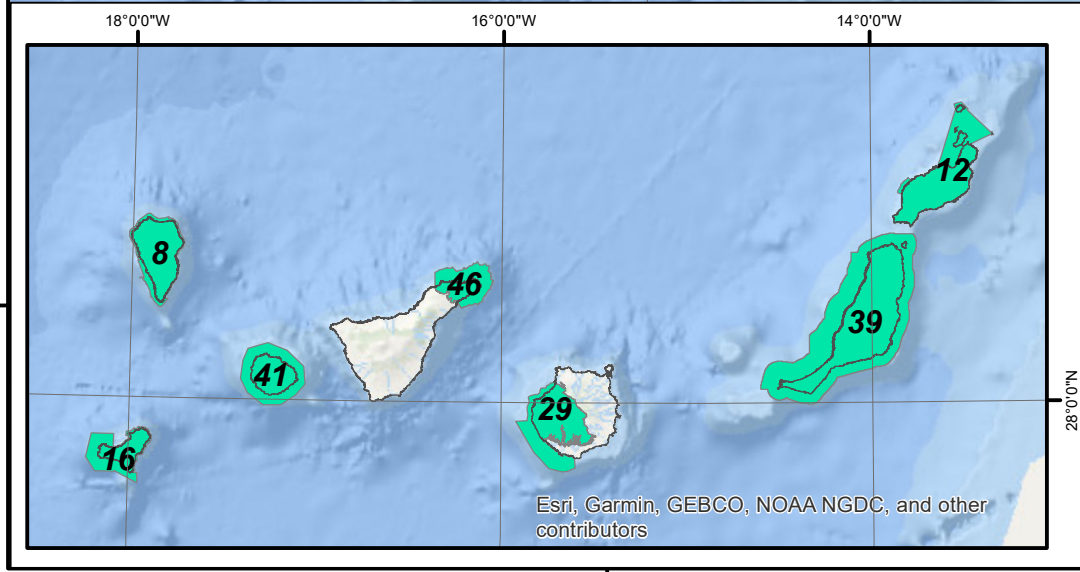 18°0'0"W
16°0'0"W
14°0'0"W
12
8
46
39
41
29
16
28°0'0"N
Esri, Garmin, GEBCO, NOAA NGDC, and other
contributors